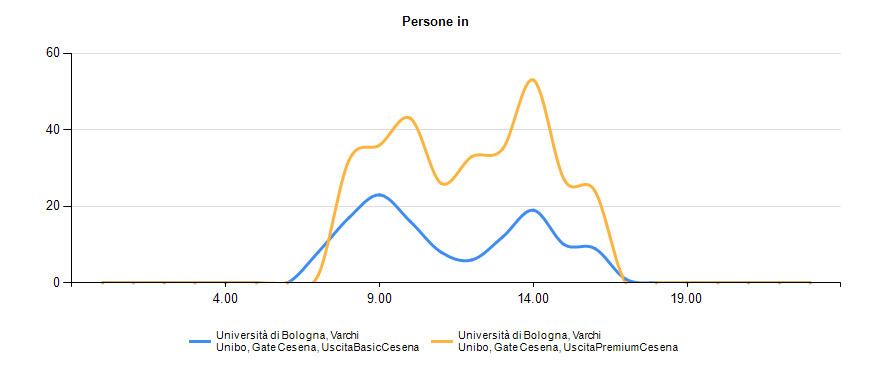 Persone in
60
40
20
0
4.00
9.00
14.00
19.00
Università di Bologna, Varchi
Unibo, Gate Cesena, UscitaBasicCesena
Università di Bologna, Varchi
Unibo, Gate Cesena, UscitaPremiumCesena